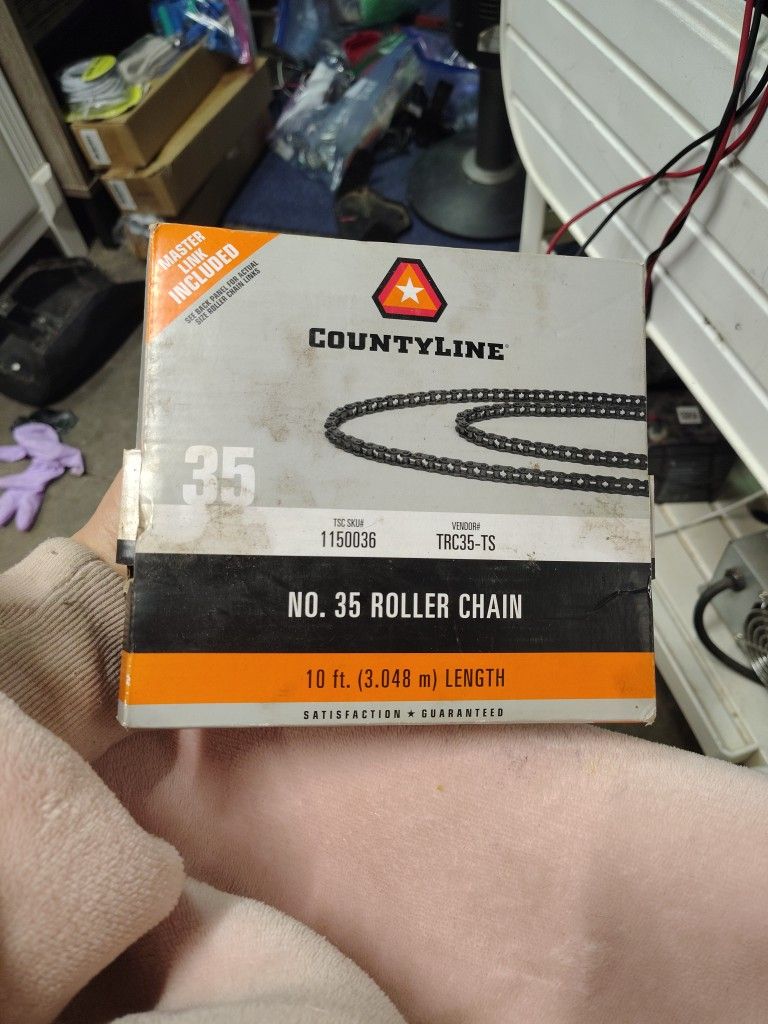 MASTER
LINK
INCLUDED
SEE BACK PANEL FOR ACTUAL
SIZE ROLLER CHAIN LINKS
COUNTYLINE®
35
TSC SKU#
1150036
VENDOR#
TRC35-TS
NO. 35 ROLLER CHAIN
10 ft. (3.048 m) LENGTH
SATISFACTION ★ GUARANTEED